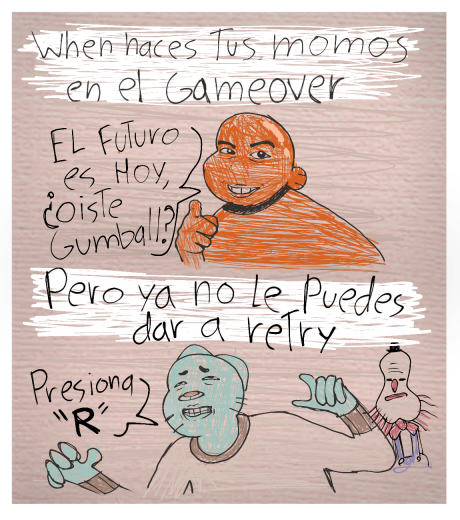 When haces Tus momos
en el Gameover
EL FuTuro
es Hoy,
¿oiste
Gumball?
Pero ya no Le Puedes
dar a reTry
Presiona
"R"